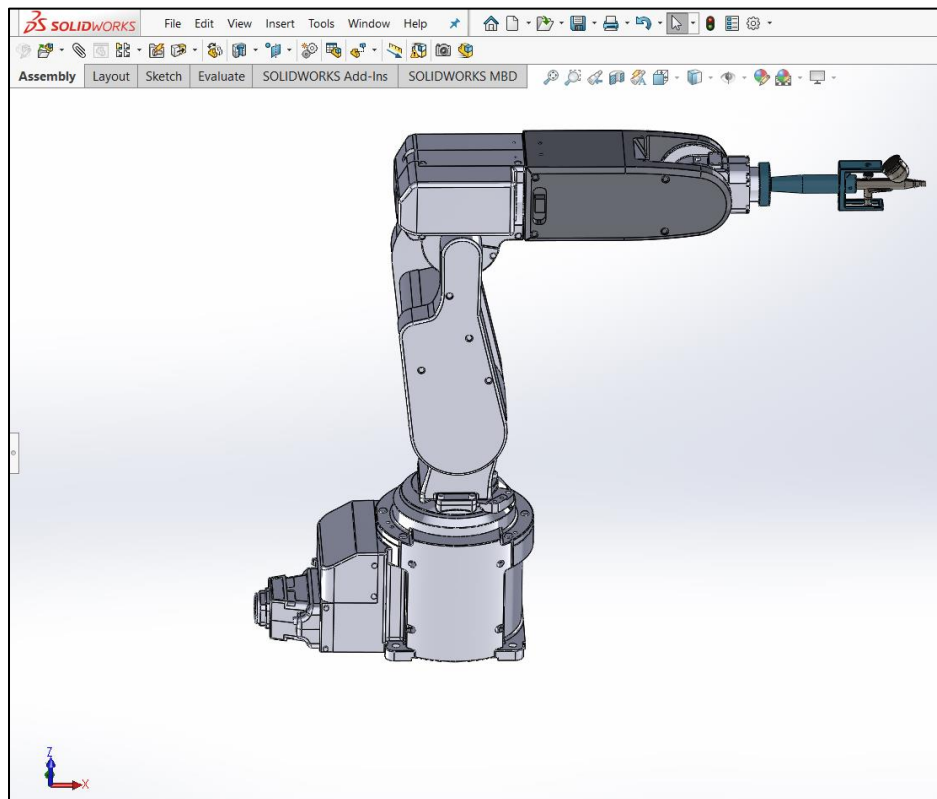 SOLIDWORKS File Edit View Insert Tools Window Help
Assembly Layout Sketch Evaluate SOLIDWORKS Add-Ins SOLIDWORKS MBD
Z
X